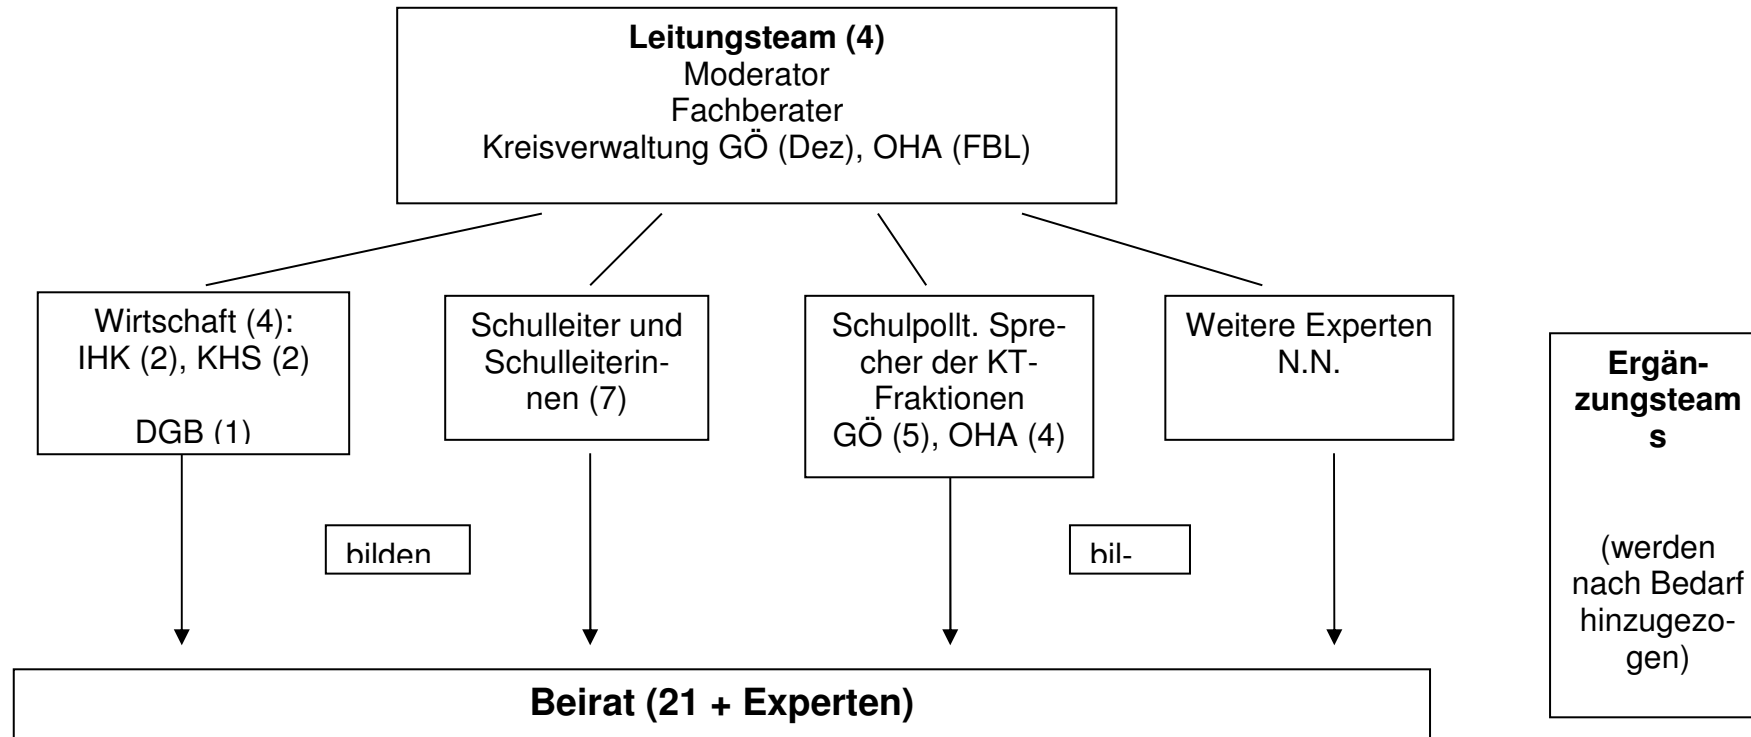 Leitungsteam (4)
Moderator
Fachberater
Kreisverwaltung GÖ (Dez), OHA (FBL)
Wirtschaft (4):
IHK (2), KHS (2)
DGB (1)
Schulleiter und
Schulleiterin-
nen (7)
Schulpollt. Spre-
cher der KT-
Fraktionen
GÖ (5), OHA (4)
Weitere Experten
N.N.
Ergän-
zungsteam
s
(werden
nach Bedarf
hinzugezo-
gen)
bilden
bil-
Beirat (21 + Experten)